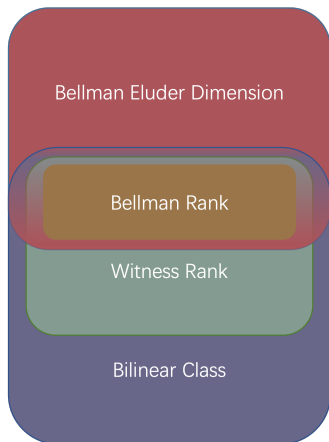 Bellman Eluder Dimension
Bellman Rank
Witness Rank
Bilinear Class